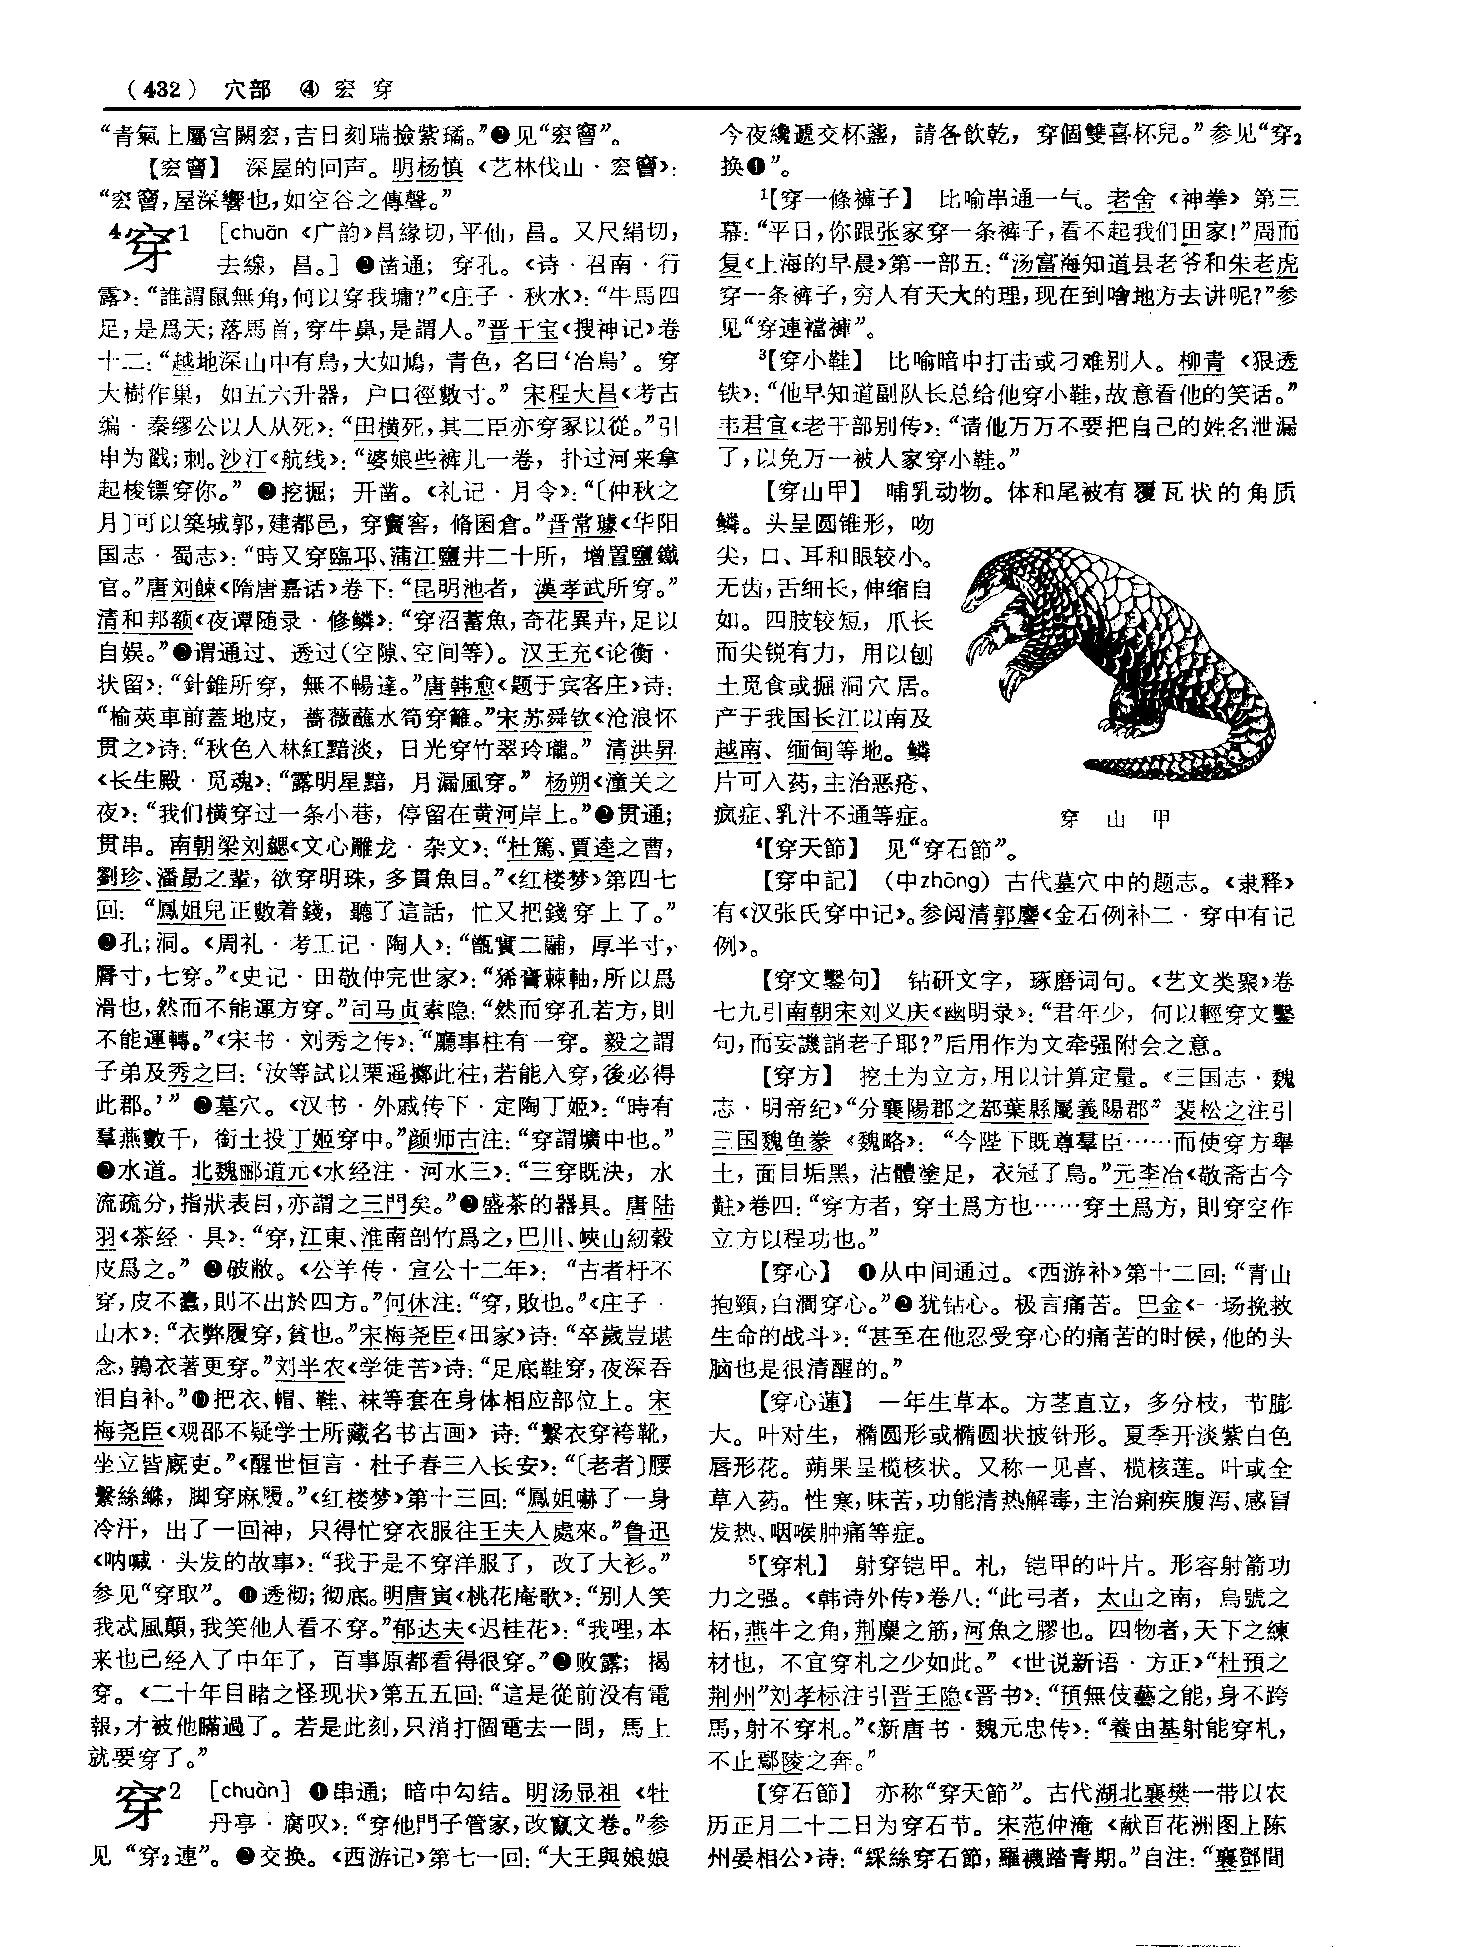 （432） 穴部 ④ 宖 穿
“青氣上屬宫闕宖，吉日刻瑞撿紫璚。”❷见“宖窨”。
【宖窨】 深屋的回声。明杨慎《艺林伐山·宖窨》：
“宖窨，屋深響也，如空谷之傳聲。”
4穿1 ［chuān《广韵》昌緣切，平仙，昌。又尺絹切，
去線，昌。］❶凿通；穿孔。《诗·召南·行
露》：“誰謂鼠無角，何以穿我墉？”《庄子·秋水》：“牛馬四
足，是爲天；落馬首，穿牛鼻，是謂人。”晋干宝《搜神记》卷
十二：“越地深山中有鳥，大如鳩，青色，名曰‘冶鳥’。穿
大樹作巢，如五六升器，户口徑數寸。”宋程大昌《考古
编·秦缪公以人从死》：“田横死，其二臣亦穿冢以從。”引
申为戳；刺。沙汀《航线》：“婆娘些裤儿一卷，扑过河来拿
起梭镖穿你。”❷挖掘；开凿。《礼记·月令》：“〔仲秋之
月〕可以築城郭，建都邑，穿竇窖，脩囷倉。”晋常璩《华阳
国志·蜀志》：“時又穿臨邛、蒲江鹽井二十所，增置鹽鐵
官。”唐刘餗《隋唐嘉话》卷下：“昆明池者，漢孝武所穿。”
清和邦额《夜谭随录·修鳞》：“穿沼蓄魚，奇花異卉，足以
自娱。”❸谓通过、透过（空隙、空间等）。汉王充《论衡·
状留》：“針錐所穿，無不暢達。”唐韩愈《题于宾客庄》诗：
“榆莢車前蓋地皮，薔薇蘸水筍穿籬。”宋苏舜钦《沧浪怀
贯之》诗：“秋色入林紅黯淡，日光穿竹翠玲瓏。”清洪昇
《长生殿·觅魂》：“露明星黯，月漏風穿。”杨朔《潼关之
夜》：“我们横穿过一条小巷，停留在黄河岸上。”❹贯通；
贯串。南朝梁刘勰《文心雕龙·杂文》：“杜篤、賈逵之曹，
劉珍、潘勗之輩，欲穿明珠，多貫魚目。”《红楼梦》第四七
回：“鳳姐兒正數着錢，聽了這話，忙又把錢穿上了。”
❺孔；洞。《周礼·考工记·陶人》：“甑實二鬴，厚半寸，
脣寸，七穿。”《史记·田敬仲完世家》：“狶膏棘軸，所以爲
滑也，然而不能運方穿。”司马贞索隐：“然而穿孔若方，則
不能運轉。”《宋书·刘秀之传》：“廳事柱有一穿。毅之謂
子弟及秀之曰：‘汝等試以栗遥擲此柱，若能入穿，後必得
此郡。’”❻墓穴。《汉书·外戚传下·定陶丁姬》：“時有
羣燕數千，銜土投丁姬穿中。”颜师古注：“穿謂壙中也。”
❼水道。北魏郦道元《水经注·河水三》：“三穿既決，水
流疏分，指狀表目，亦謂之三門矣。”❽盛茶的器具。唐陆
羽《茶经·具》：“穿，江東、淮南剖竹爲之，巴川、峽山紉穀
皮爲之。”❾破敝。《公羊传·宣公十二年》：“古者杅不
穿，皮不蠹，則不出於四方。”何休注：“穿，敗也。”《庄子·
山木》：“衣弊履穿，貧也。”宋梅尧臣《田家》诗：“卒歲豈堪
念，鶉衣著更穿。”刘半农《学徒苦》诗：“足底鞋穿，夜深吞
泪自补。”❿把衣、帽、鞋、袜等套在身体相应部位上。宋
梅尧臣《观邵不疑学士所藏名书古画》诗：“繫衣穿袴靴，
坐立皆厩吏。”《醒世恒言·杜子春三入长安》：“〔老者〕腰
繫絲縧，脚穿麻履。”《红楼梦》第十三回：“鳳姐嚇了一身
冷汗，出了一回神，只得忙穿衣服往王夫人處來。”鲁迅
《呐喊·头发的故事》：“我于是不穿洋服了，改了大衫。”
参见“穿取”。⓫透彻；彻底。明唐寅《桃花庵歌》：“别人笑
我忒風顛，我笑他人看不穿。”郁达夫《迟桂花》：“我哩，本
来也已经入了中年了，百事原都看得很穿。”⓬败露；揭
穿。《二十年目睹之怪现状》第五五回：“這是從前没有電
報，才被他瞞過了。若是此刻，只消打個電去一問，馬上
就要穿了。”
穿2 ［chuàn］❶串通；暗中勾结。明汤显祖《牡
丹亭·腐叹》：“穿他門子管家，改竄文卷。”参
见“穿2連”。❷交换。《西游记》第七一回：“大王與娘娘
今夜纔遞交杯盞，請各飲乾，穿個雙喜杯兒。”参见“穿2
换❶”。
1【穿一條褲子】 比喻串通一气。老舍《神拳》第三
幕：“平日，你跟张家穿一条裤子，看不起我们田家！”周而
复《上海的早晨》第一部五：“汤富海知道县老爷和朱老虎
穿一条裤子，穷人有天大的理，现在到啥地方去讲呢？”参
见“穿連襠褲”。
3【穿小鞋】 比喻暗中打击或刁难别人。柳青《狠透
铁》：“他早知道副队长总给他穿小鞋，故意看他的笑话。”
韦君宜《老干部别传》：“请他万万不要把自己的姓名泄漏
了，以免万一被人家穿小鞋。”
【穿山甲】 哺乳动物。体和尾被有覆瓦状的角质
鳞。头呈圆锥形，吻
尖，口、耳和眼较小。
无齿，舌细长，伸缩自
如。四肢较短，爪长
而尖锐有力，用以刨
土觅食或掘洞穴居。
产于我国长江以南及
越南、缅甸等地。鳞
片可入药，主治恶疮、
疯症、乳汁不通等症。
穿 山 甲
4【穿天節】 见“穿石節”。
【穿中記】 （中zhōng）古代墓穴中的题志。《隶释》
有《汉张氏穿中记》。参阅清郭麐《金石例补二·穿中有记
例》。
【穿文鑿句】 钻研文字，琢磨词句。《艺文类聚》卷
七九引南朝宋刘义庆《幽明录》：“君年少，何以輕穿文鑿
句，而妄譏誚老子耶？”后用作为文牵强附会之意。
【穿方】 挖土为立方，用以计算定量。《三国志·魏
志·明帝纪》“分襄陽郡之鄀葉縣屬義陽郡”裴松之注引
三国魏鱼豢《魏略》：“今陛下既尊羣臣……而使穿方舉
土，面目垢黑，沾體塗足，衣冠了鳥。”元李冶《敬斋古今
黈》卷四：“穿方者，穿土爲方也……穿土爲方，則穿空作
立方以程功也。”
【穿心】 ❶从中间通过。《西游补》第十二回：“青山
抱頸，白澗穿心。”❷犹钻心。极言痛苦。巴金《一场挽救
生命的战斗》：“甚至在他忍受穿心的痛苦的时候，他的头
脑也是很清醒的。”
【穿心蓮】 一年生草本。方茎直立，多分枝，节膨
大。叶对生，椭圆形或椭圆状披针形。夏季开淡紫白色
唇形花。蒴果呈榄核状。又称一见喜、榄核莲。叶或全
草入药。性寒，味苦，功能清热解毒，主治痢疾腹泻、感冒
发热、咽喉肿痛等症。
5【穿札】 射穿铠甲。札，铠甲的叶片。形容射箭功
力之强。《韩诗外传》卷八：“此弓者，太山之南，烏號之
柘，燕牛之角，荆麋之筋，河魚之膠也。四物者，天下之練
材也，不宜穿札之少如此。”《世说新语·方正》“杜預之
荆州”刘孝标注引晋王隐《晋书》：“預無伎藝之能，身不跨
馬，射不穿札。”《新唐书·魏元忠传》：“養由基射能穿札，
不止鄢陵之奔。”
【穿石節】 亦称“穿天節”。古代湖北襄樊一带以农
历正月二十二日为穿石节。宋范仲淹《献百花洲图上陈
州晏相公》诗：“綵絲穿石節，羅襪踏青期。”自注：“襄鄧間